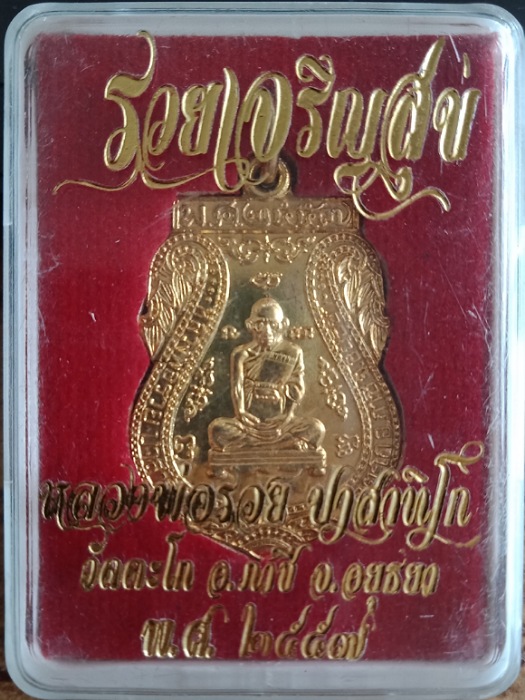 รวยเจริญสุข
หลวงพ่อรวย ปาสาทิโก
วัดตะโก อ.ภาชี จ.อยุธยา
พ.ศ. ๒๕๕๗